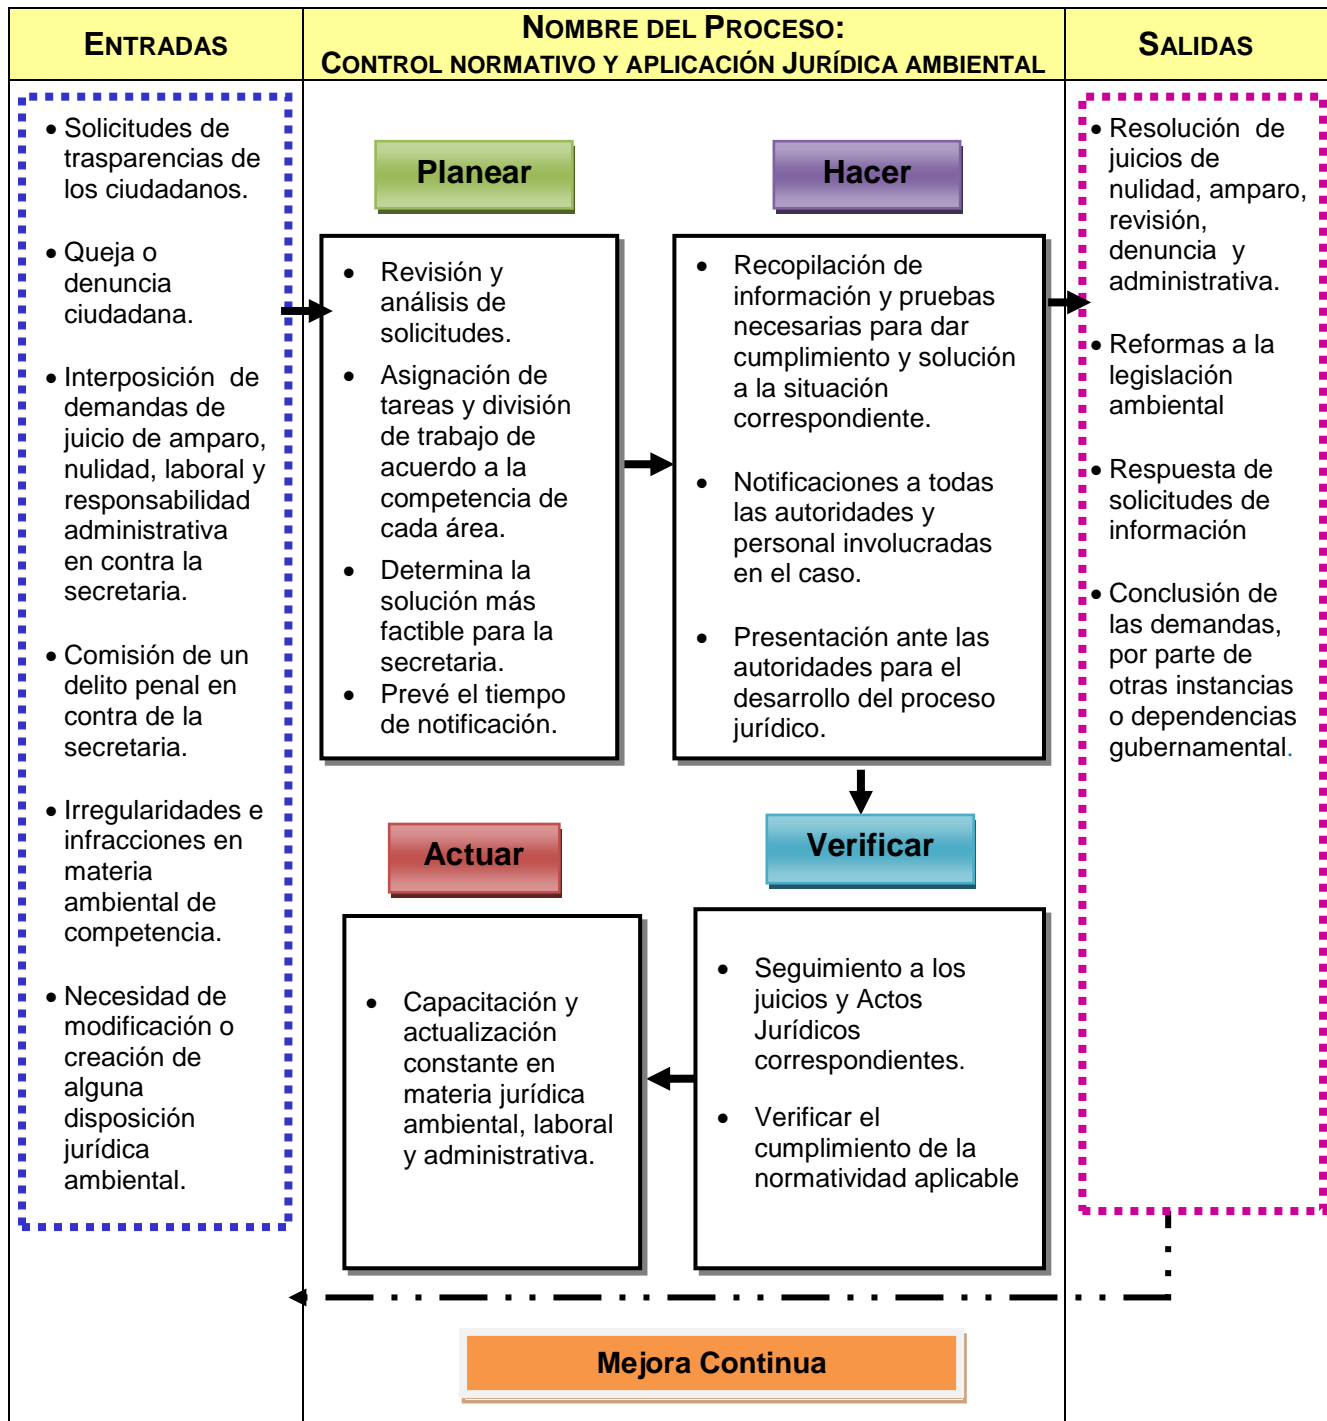 ENTRADAS
NOMBRE DEL PROCESO:
CONTROL NORMATIVO Y APLICACIÓN JURÍDICA AMBIENTAL
SALIDAS
• Solicitudes de
trasparencias de
los ciudadanos.
• Queja o
denuncia
ciudadana.
• Interposición de
demandas de
juicio de amparo,
nulidad, laboral y
responsabilidad
administrativa
en contra la
secretaria.
• Comisión de un
delito penal en
contra de la
secretaria.
• Irregularidades e
infracciones en
materia
ambiental de
competencia.
• Necesidad de
modificación o
creación de
alguna
disposición
jurídica
ambiental.
Planear
• Revisión y
análisis de
solicitudes.
• Asignación de
tareas y división
de trabajo de
acuerdo a la
competencia de
cada área.
• Determina la
solución más
factible para la
secretaria.
• Prevé el tiempo
de notificación.
Hacer
• Recopilación de
información y pruebas
necesarias para dar
cumplimiento y solución
a la situación
correspondiente.
• Notificaciones a todas
las autoridades y
personal involucradas
en el caso.
• Presentación ante las
autoridades para el
desarrollo del proceso
jurídico.
Verificar
• Seguimiento a los
juicios y Actos
Jurídicos
correspondientes.
• Verificar el
cumplimiento de la
normatividad aplicable
Actuar
• Capacitación y
actualización
constante en
materia jurídica
ambiental, laboral
y administrativa.
• Resolución de
juicios de
nulidad, amparo,
revisión,
denuncia y
administrativa.
• Reformas a la
legislación
ambiental
• Respuesta de
solicitudes de
información
• Conclusión de
las demandas,
por parte de
otras instancias
o dependencias
gubernamental.
Mejora Continua